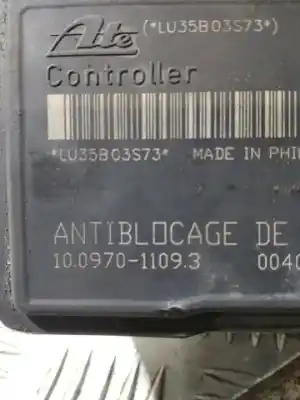 Ate (*LU35B03S73*)
Controller
*LU35B03S73* MADE IN PHI
ANTIBLOCAGE DE
10.0970-1109.3 004